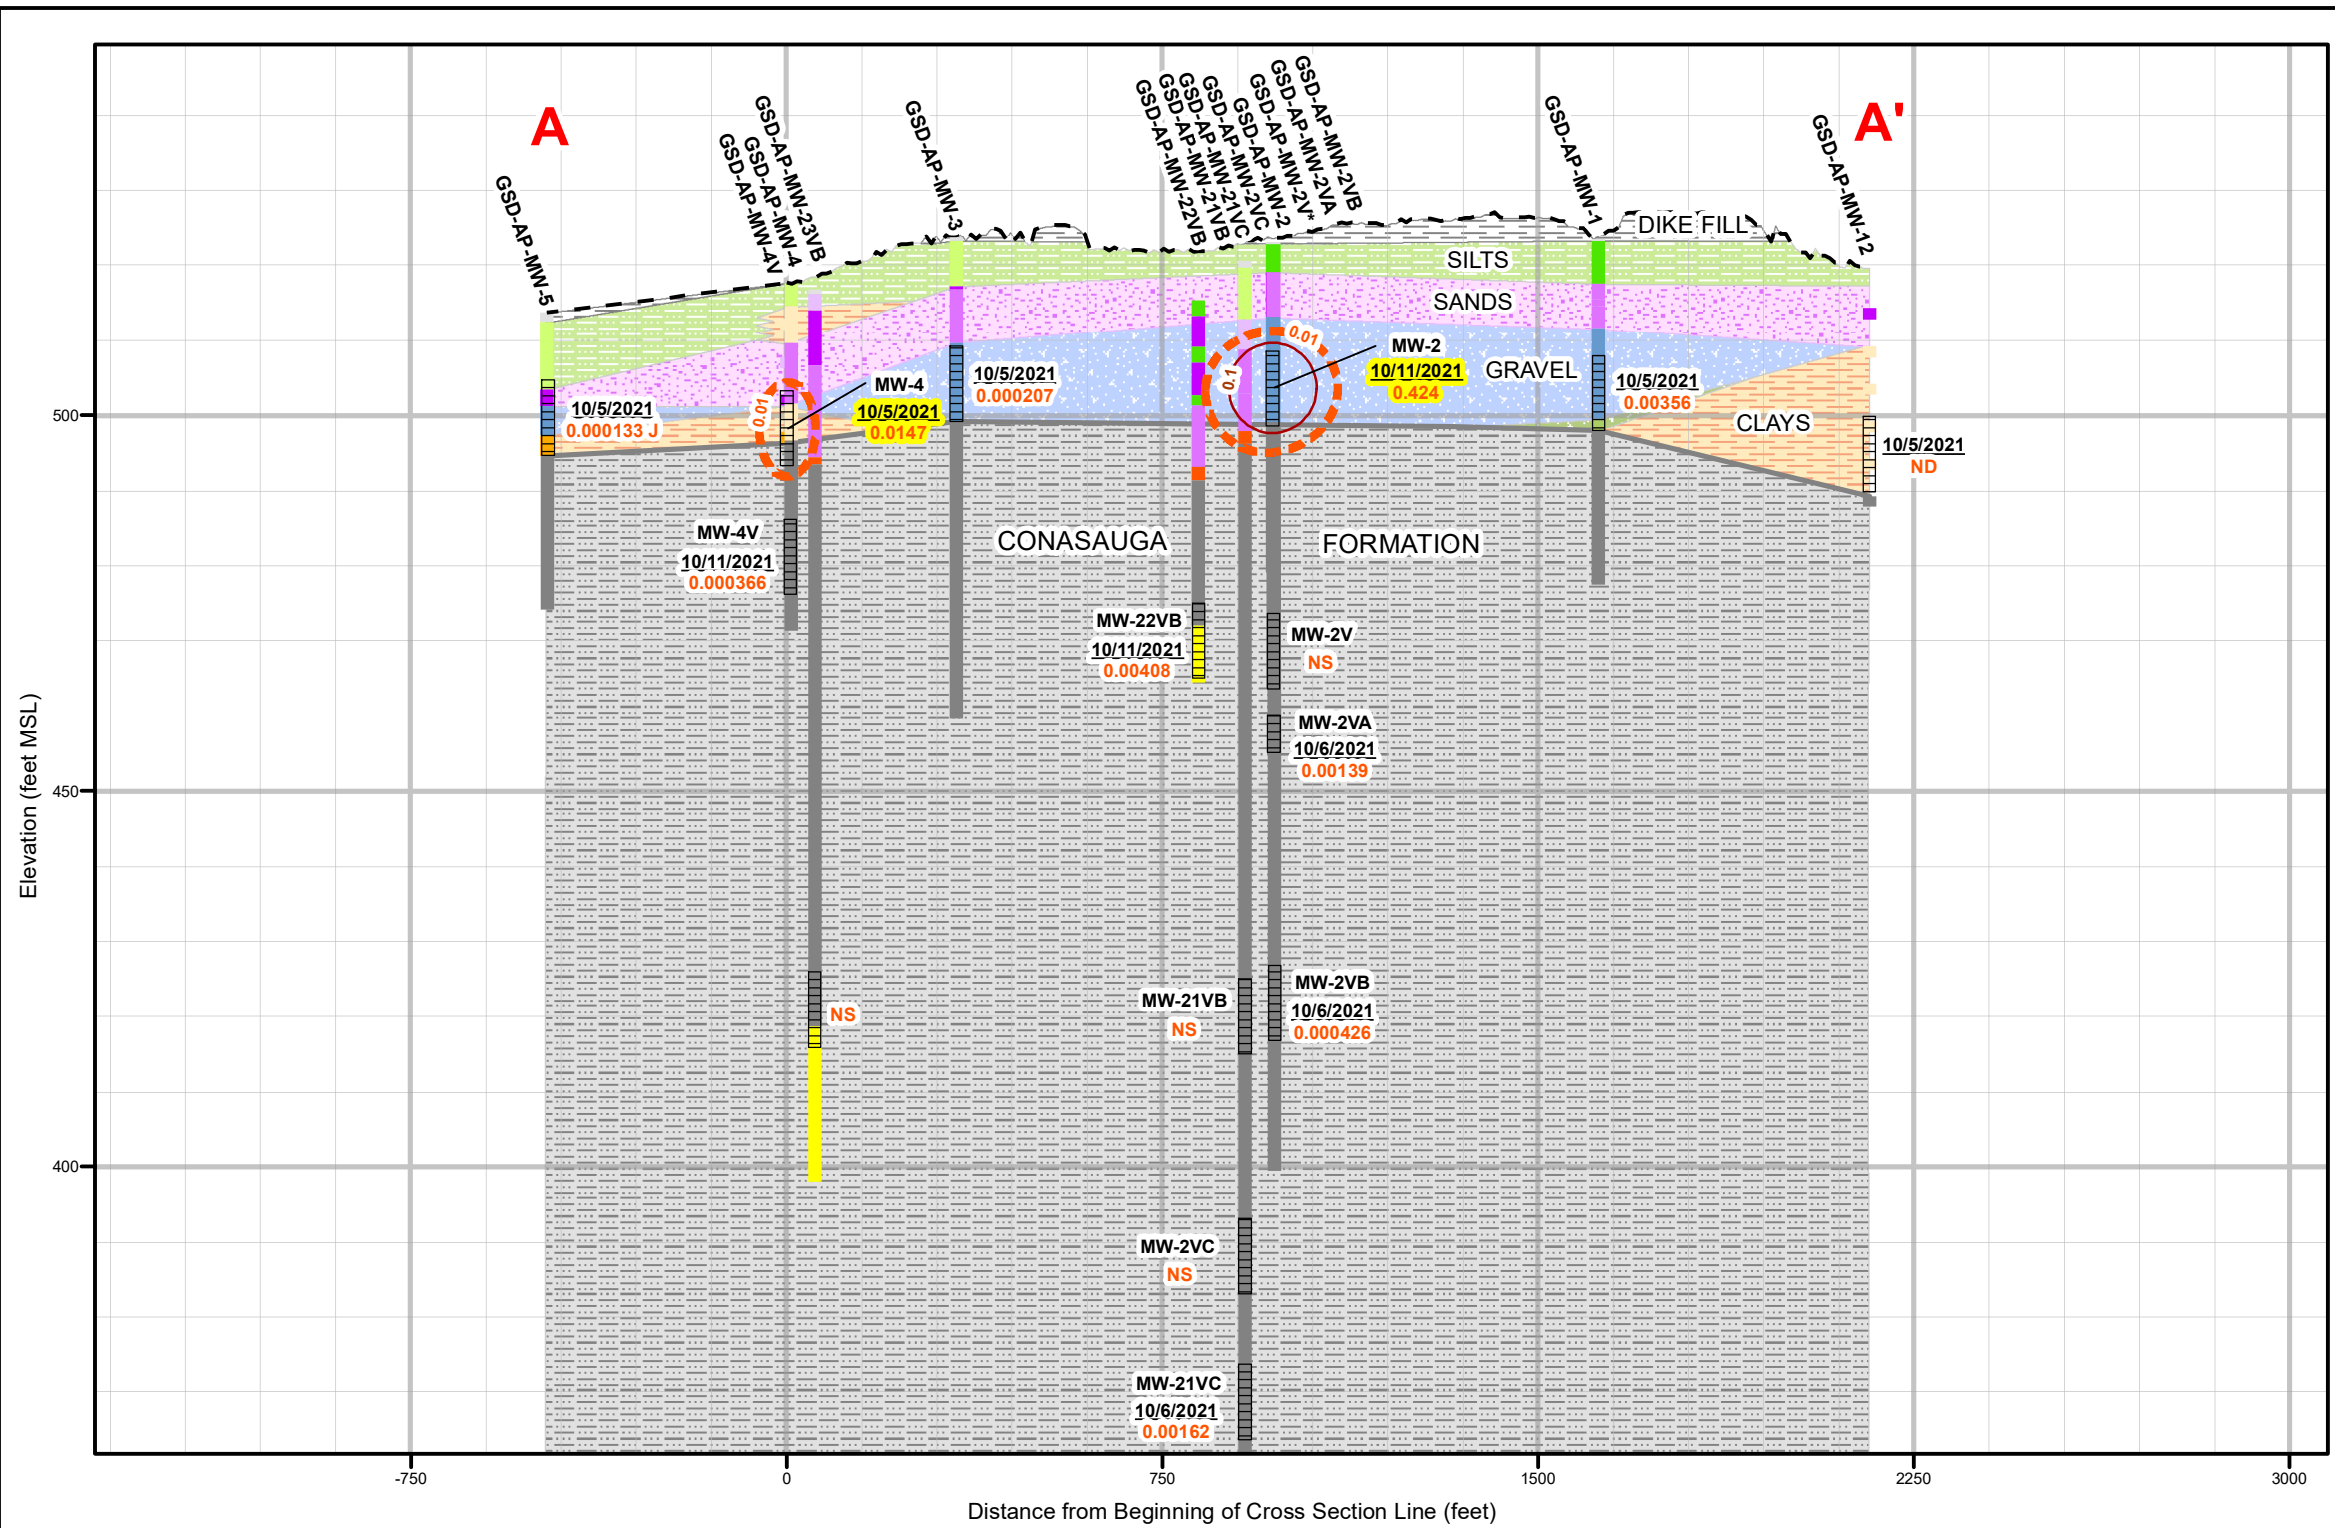 A
A'
GSD-AP-MW-5
GSD-AP-MW-4V
GSD-AP-MW-4
GSD-AP-MW-23VB
GSD-AP-MW-3
GSD-AP-MW-22VB
GSD-AP-MW-21VB
GSD-AP-MW-21VC
GSD-AP-MW-2VC
GSD-AP-MW-2
GSD-AP-MW-2V*
GSD-AP-MW-2VA
GSD-AP-MW-2VB
GSD-AP-MW-1
GSD-AP-MW-12
DIKE FILL
SILTS
SANDS
GRAVEL
CLAYS
CONASAUGA
FORMATION
10/5/2021
0.000133 J
0.01
MW-4
10/5/2021
0.0147
10/5/2021
0.000207
0.01
0.1
MW-2
10/11/2021
0.424
10/5/2021
0.00356
10/5/2021
ND
MW-4V
10/11/2021
0.000366
MW-22VB
10/11/2021
0.00408
MW-2V
NS
MW-2VA
10/6/2021
0.00139
NS
MW-21VB
NS
MW-2VB
10/6/2021
0.000426
MW-2VC
NS
MW-21VC
10/6/2021
0.00162
Elevation (feet MSL)
500
450
400
-750
0
750
1500
2250
3000
Distance from Beginning of Cross Section Line (feet)